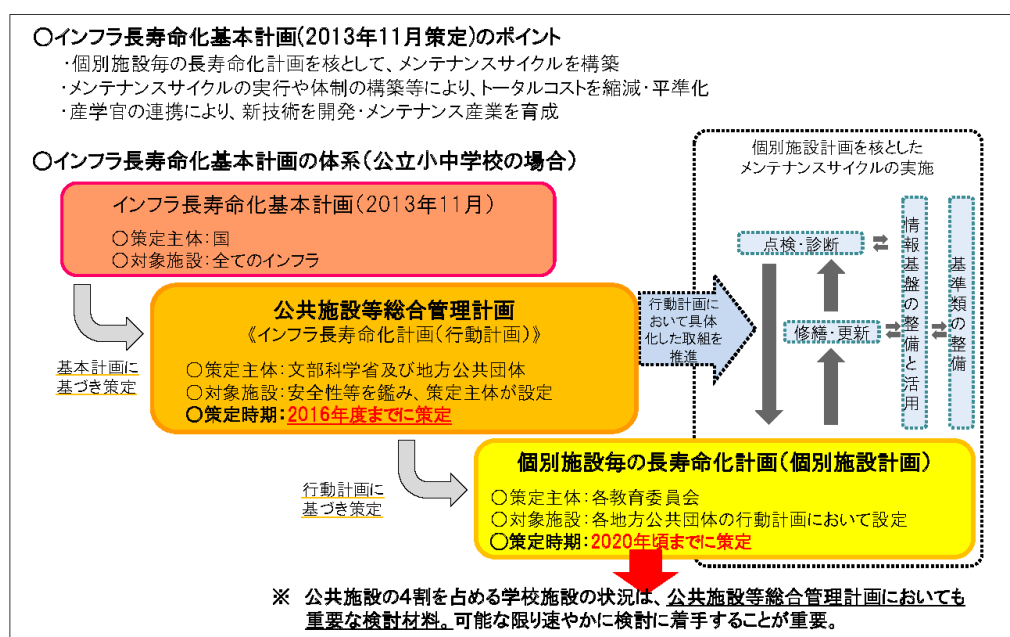 〇インフラ長寿命化基本計画(2013年11月策定)のポイント
・個別施設毎の長寿命化計画を核として、メンテナンスサイクルを構築
・メンテナンスサイクルの実行や体制の構築等により、トータルコストを縮減・平準化
・産学官の連携により、新技術を開発・メンテナンス産業を育成
〇インフラ長寿命化基本計画の体系(公立小中学校の場合)
インフラ長寿命化基本計画(2013年11月)
〇策定主体:国
〇対象施設:全てのインフラ
基本計画に
基づき策定
公共施設等総合管理計画
《インフラ長寿命化計画(行動計画)》
〇策定主体:文部科学省及び地方公共団体
〇対象施設:安全性等を鑑み、策定主体が設定
〇策定時期:2016年度までに策定
行動計画に
おいて具体
化した取組を
推進
個別施設計画を核とした
メンテナンスサイクルの実施
点検・診断
修繕・更新
情報基盤の整備と活用
基準類の整備
行動計画に
基づき策定
個別施設毎の長寿命化計画(個別施設計画)
〇策定主体:各教育委員会
〇対象施設:各地方公共団体の行動計画において設定
〇策定時期:2020年頃までに策定
※ 公共施設の4割を占める学校施設の状況は、公共施設等総合管理計画においても
重要な検討材料。可能な限り速やかに検討に着手することが重要。